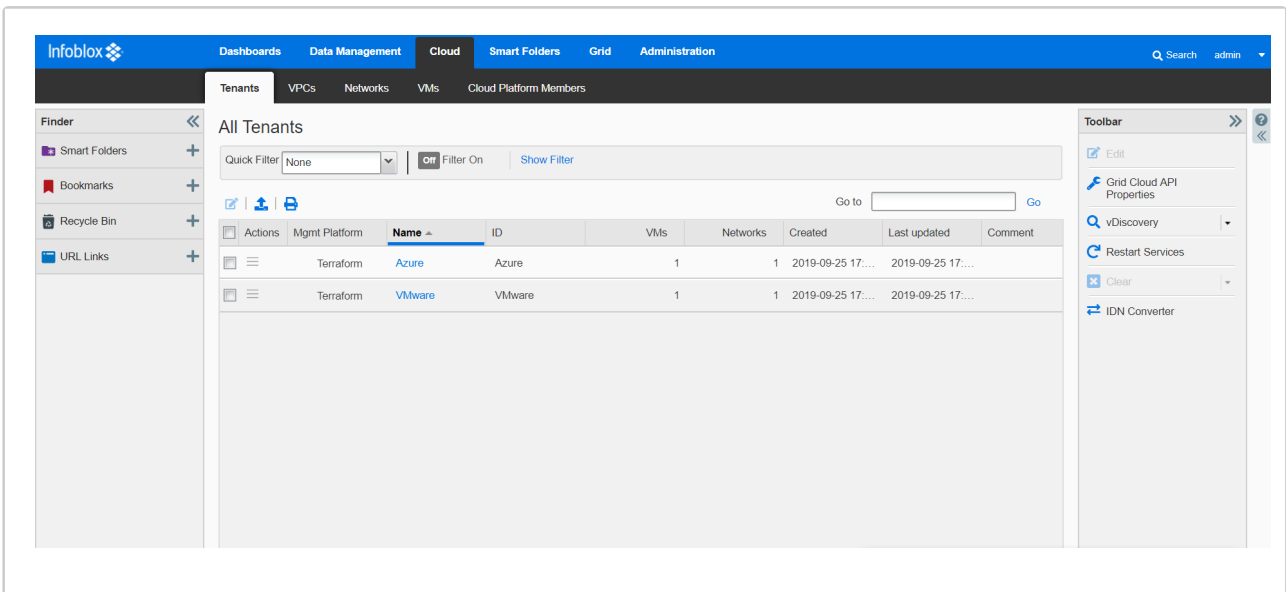 Infoblox
Dashboards Data Management Cloud Smart Folders Grid Administration
Search admin
Tenants VPCs Networks VMs Cloud Platform Members
Finder
Smart Folders
Bookmarks
Recycle Bin
URL Links
All Tenants
Quick Filter None Off Filter On Show Filter
Go to Go
Actions Mgmt Platform Name ID VMs Networks Created Last updated Comment
Terraform Azure Azure 1 1 2019-09-25 17:... 2019-09-25 17:...
Terraform VMware VMware 1 1 2019-09-25 17:... 2019-09-25 17:...
Toolbar
Edit
Grid Cloud API
Properties
vDiscovery
Restart Services
Clear
IDN Converter